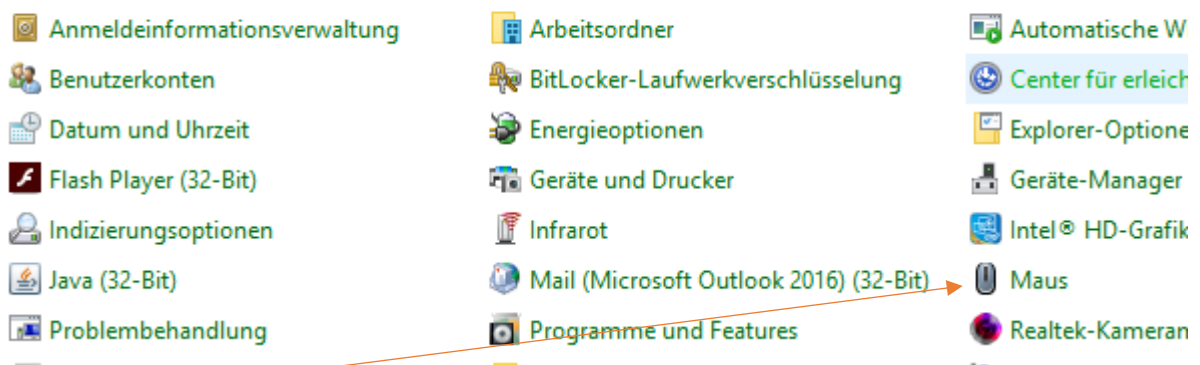 Anmeldeinformationsverwaltung Arbeitsordner Automatische W
Benutzerkonten BitLocker-Laufwerkverschlüsselung Center für erleich
Datum und Uhrzeit Energieoptionen Explorer-Optione
Flash Player (32-Bit) Geräte und Drucker Geräte-Manager
Indizierungsoptionen Infrarot Intel® HD-Grafik
Java (32-Bit) Mail (Microsoft Outlook 2016) (32-Bit) Maus
Problembehandlung Programme und Features Realtek-Kameram